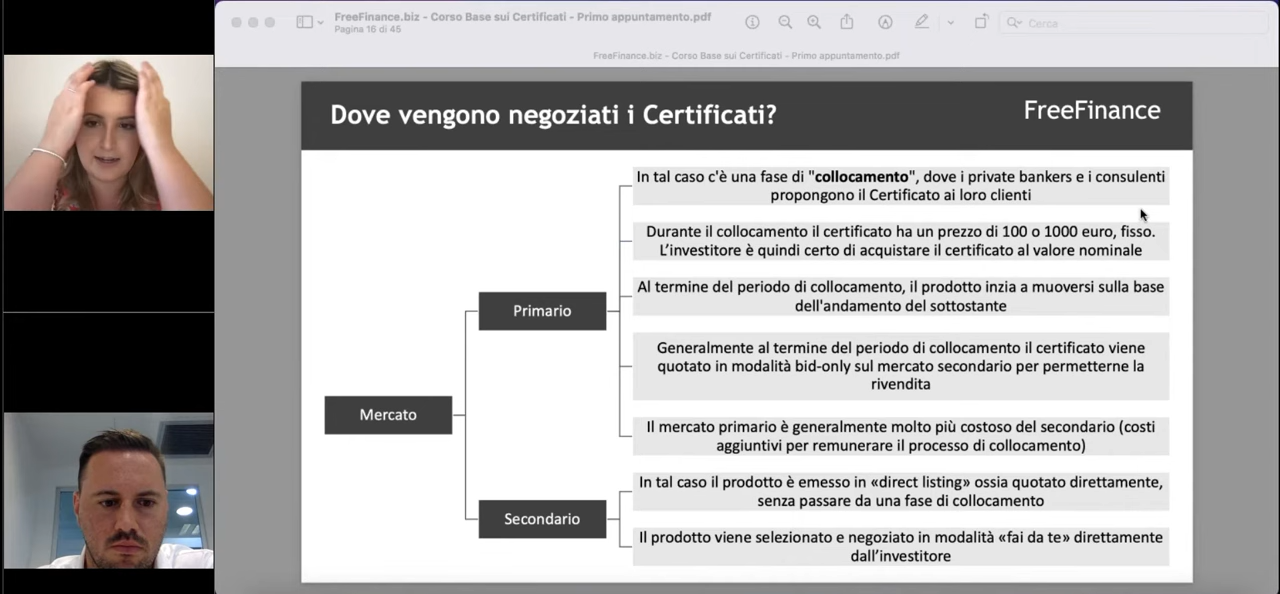 FreeFinance.biz - Corso Base sui Certificati - Primo appuntamento.pdf
Pagina 16 di 45
Cerca
FreeFinance.biz - Corso Base sui Certificati - Primo appuntamento.pdf
Dove vengono negoziati i Certificati?
FreeFinance
Mercato
Primario
In tal caso c'è una fase di "collocamento", dove i private bankers e i consulenti
propongono il Certificato ai loro clienti
Durante il collocamento il certificato ha un prezzo di 100 o 1000 euro, fisso.
L'investitore è quindi certo di acquistare il certificato al valore nominale
Al termine del periodo di collocamento, il prodotto inzia a muoversi sulla base
dell'andamento del sottostante
Generalmente al termine del periodo di collocamento il certificato viene
quotato in modalità bid-only sul mercato secondario per permetterne la
rivendita
Il mercato primario è generalmente molto più costoso del secondario (costi
aggiuntivi per remunerare il processo di collocamento)
Secondario
In tal caso il prodotto è emesso in «direct listing» ossia quotato direttamente,
senza passare da una fase di collocamento
Il prodotto viene selezionato e negoziato in modalità «fai da te» direttamente
dall'investitore